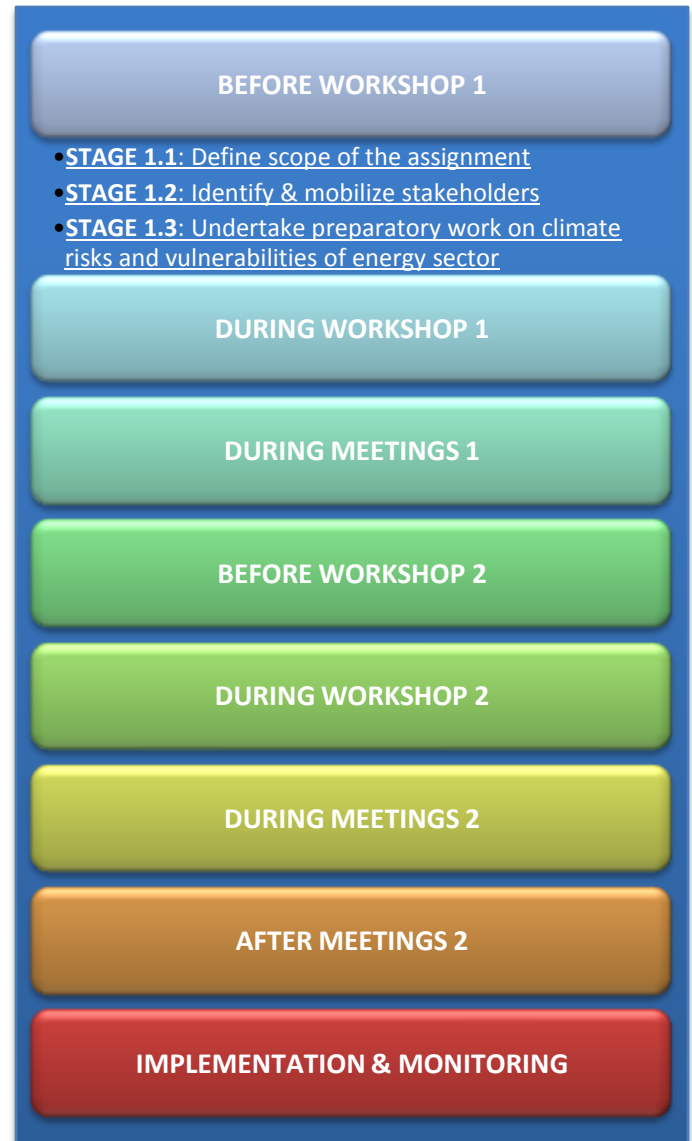 BEFORE WORKSHOP 1
•STAGE 1.1: Define scope of the assignment
•STAGE 1.2: Identify & mobilize stakeholders
•STAGE 1.3: Undertake preparatory work on climate
risks and vulnerabilities of energy sector
DURING WORKSHOP 1
DURING MEETINGS 1
BEFORE WORKSHOP 2
DURING WORKSHOP 2
DURING MEETINGS 2
AFTER MEETINGS 2
IMPLEMENTATION & MONITORING